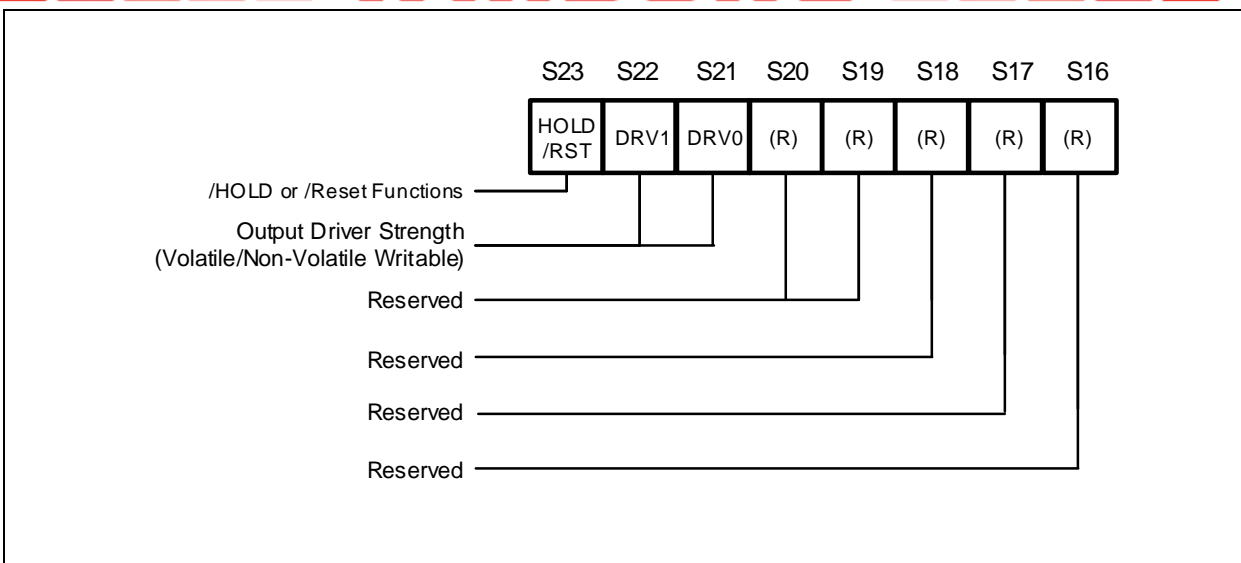 S23 S22 S21 S20 S19 S18 S17 S16
HOLD
/RST DRV1 DRV0 (R) (R) (R) (R) (R)
/HOLD or /Reset Functions
Output Driver Strength
(Volatile/Non-Volatile Writable)
Reserved
Reserved
Reserved
Reserved